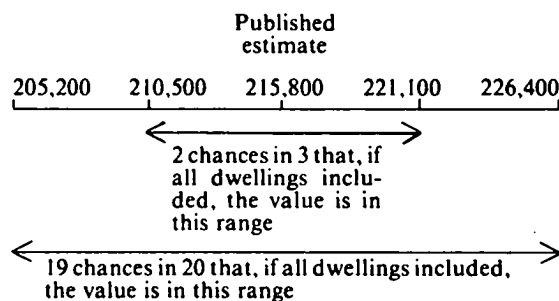 Published
estimate
205,200 210,500 215,800 221,100 226,400
2 chances in 3 that, if
all dwellings inclu-
ded, the value is in
this range
19 chances in 20 that, if all dwellings included,
the value is in this range